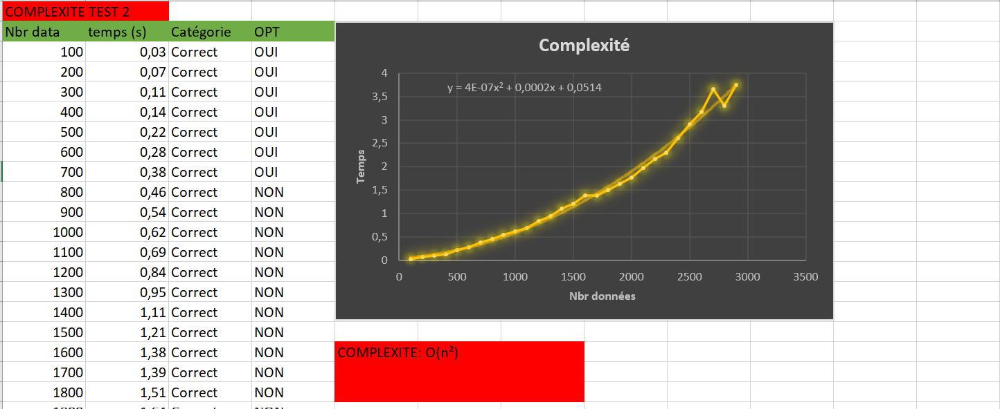 COMPLEXITE TEST 2
Nbr data temps (s) Catégorie OPT
100 0,03 Correct OUI
200 0,07 Correct OUI
300 0,11 Correct OUI
400 0,14 Correct OUI
500 0,22 Correct OUI
600 0,28 Correct OUI
700 0,38 Correct OUI
800 0,46 Correct NON
900 0,54 Correct NON
1000 0,62 Correct NON
1100 0,69 Correct NON
1200 0,84 Correct NON
1300 0,95 Correct NON
1400 1,11 Correct NON
1500 1,21 Correct NON
1600 1,38 Correct NON
1700 1,39 Correct NON
1800 1,51 Correct NON
Complexité
y = 4E-07x² + 0,0002x + 0,0514
4
3,5
3
2,5
2
1,5
1
0,5
0
Temps
0 500 1000 1500 2000 2500 3000 3500
Nbr données
COMPLEXITE: O(n²)